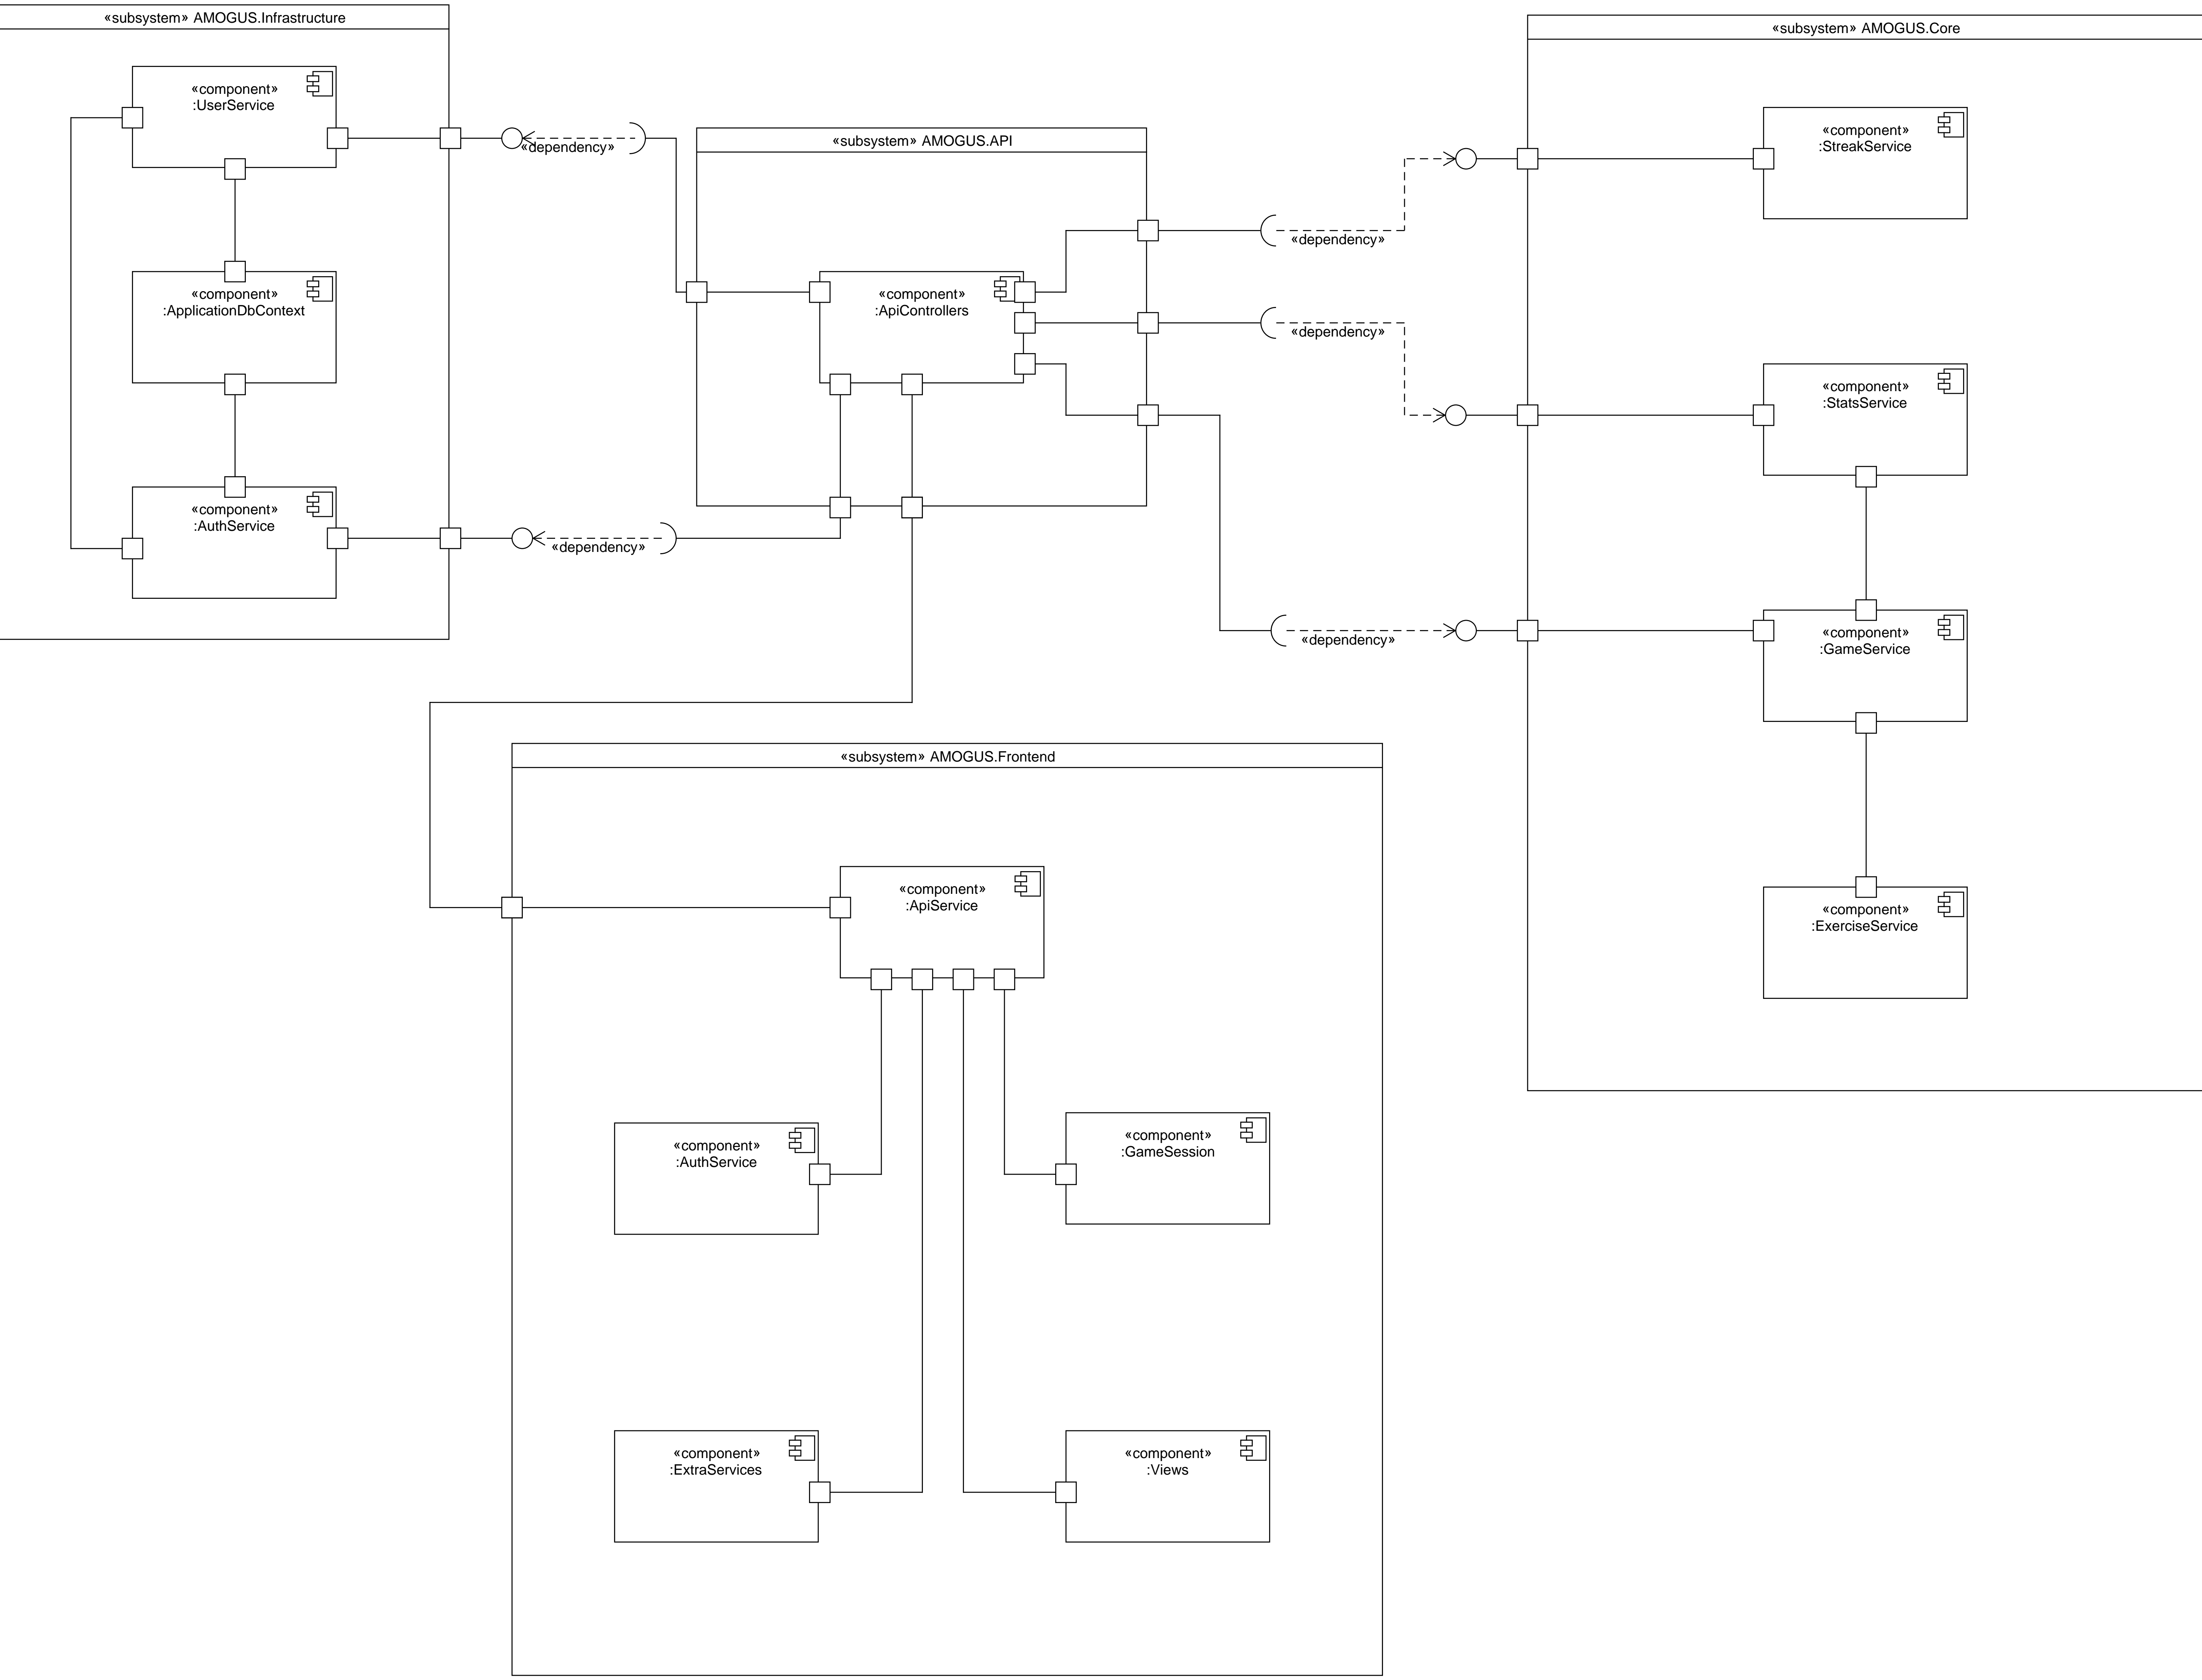 «subsystem» AMOGUS.Infrastructure
«component»
:UserService
«component»
:ApplicationDbContext
«component»
:AuthService
«dependency»
«dependency»
«subsystem» AMOGUS.API
«component»
:ApiControllers
«dependency»
«dependency»
«dependency»
«subsystem» AMOGUS.Core
«component»
:StreakService
«component»
:StatsService
«component»
:GameService
«component»
:ExerciseService
«subsystem» AMOGUS.Frontend
«component»
:ApiService
«component»
:AuthService
«component»
:GameSession
«component»
:ExtraServices
«component»
:Views